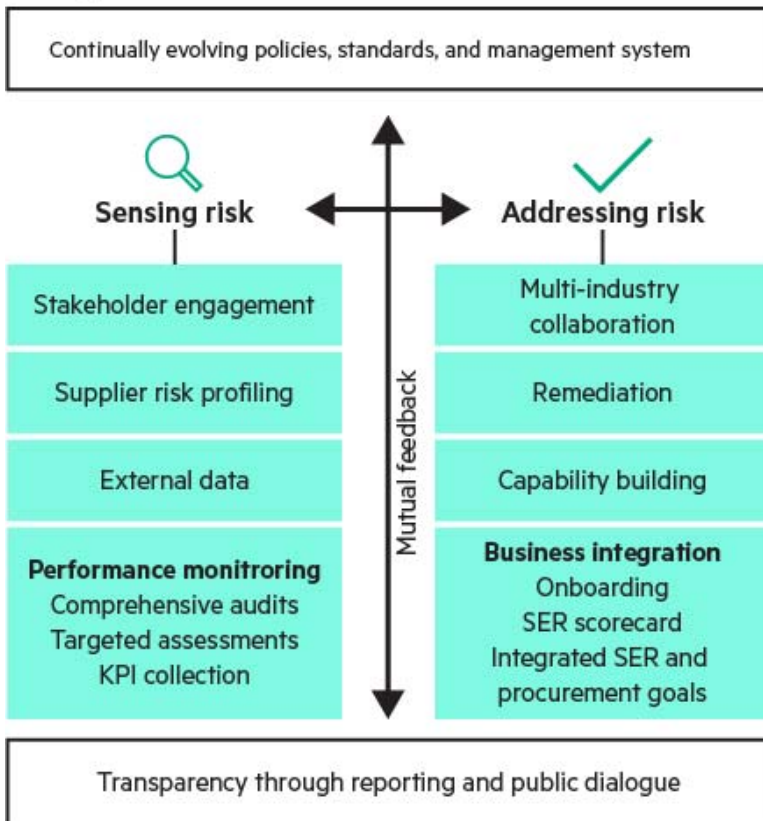 Continually evolving policies, standards, and management system
Sensing risk
Stakeholder engagement
Supplier risk profiling
External data
Performance monitroring
Comprehensive audits
Targeted assessments
KPI collection
Mutual feedback
Addressing risk
Multi-industry
collaboration
Remediation
Capability building
Business integration
Onboarding
SER scorecard
Integrated SER and
procurement goals
Transparency through reporting and public dialogue